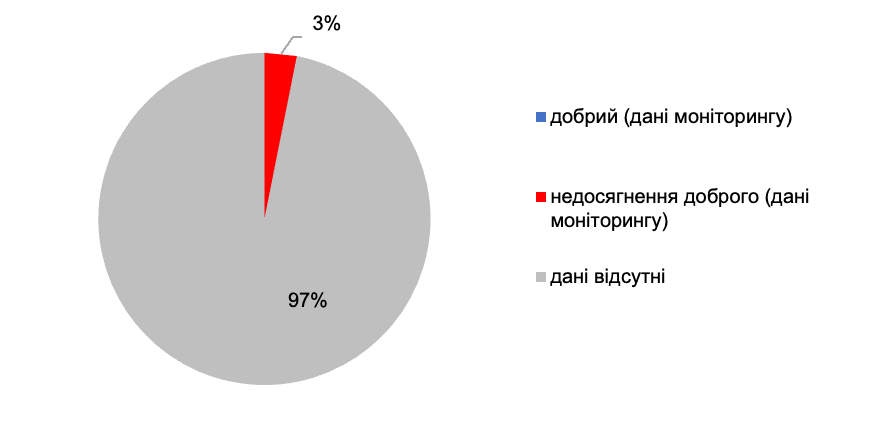 3%
97%
добрий (дані моніторингу)
недосягнення доброго (дані
моніторингу)
дані відсутні